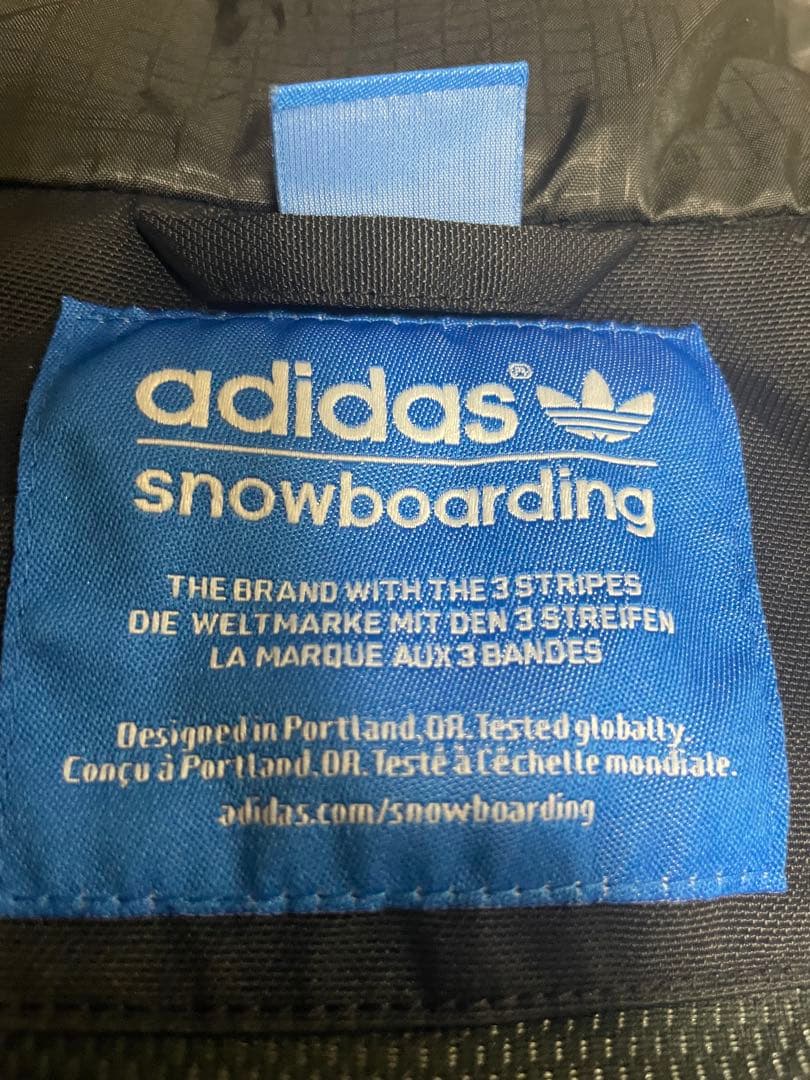 adidas®
snowboarding
THE BRAND WITH THE 3 STRIPES
DIE WELTMARKE MIT DEN 3 STREIFEN
LA MARQUE AUX 3 BANDES
Designed in Portland, OR. Tested globally.
Conçu à Portland, OR. Testé à l'échelle mondiale.
adidas.com/snowboarding